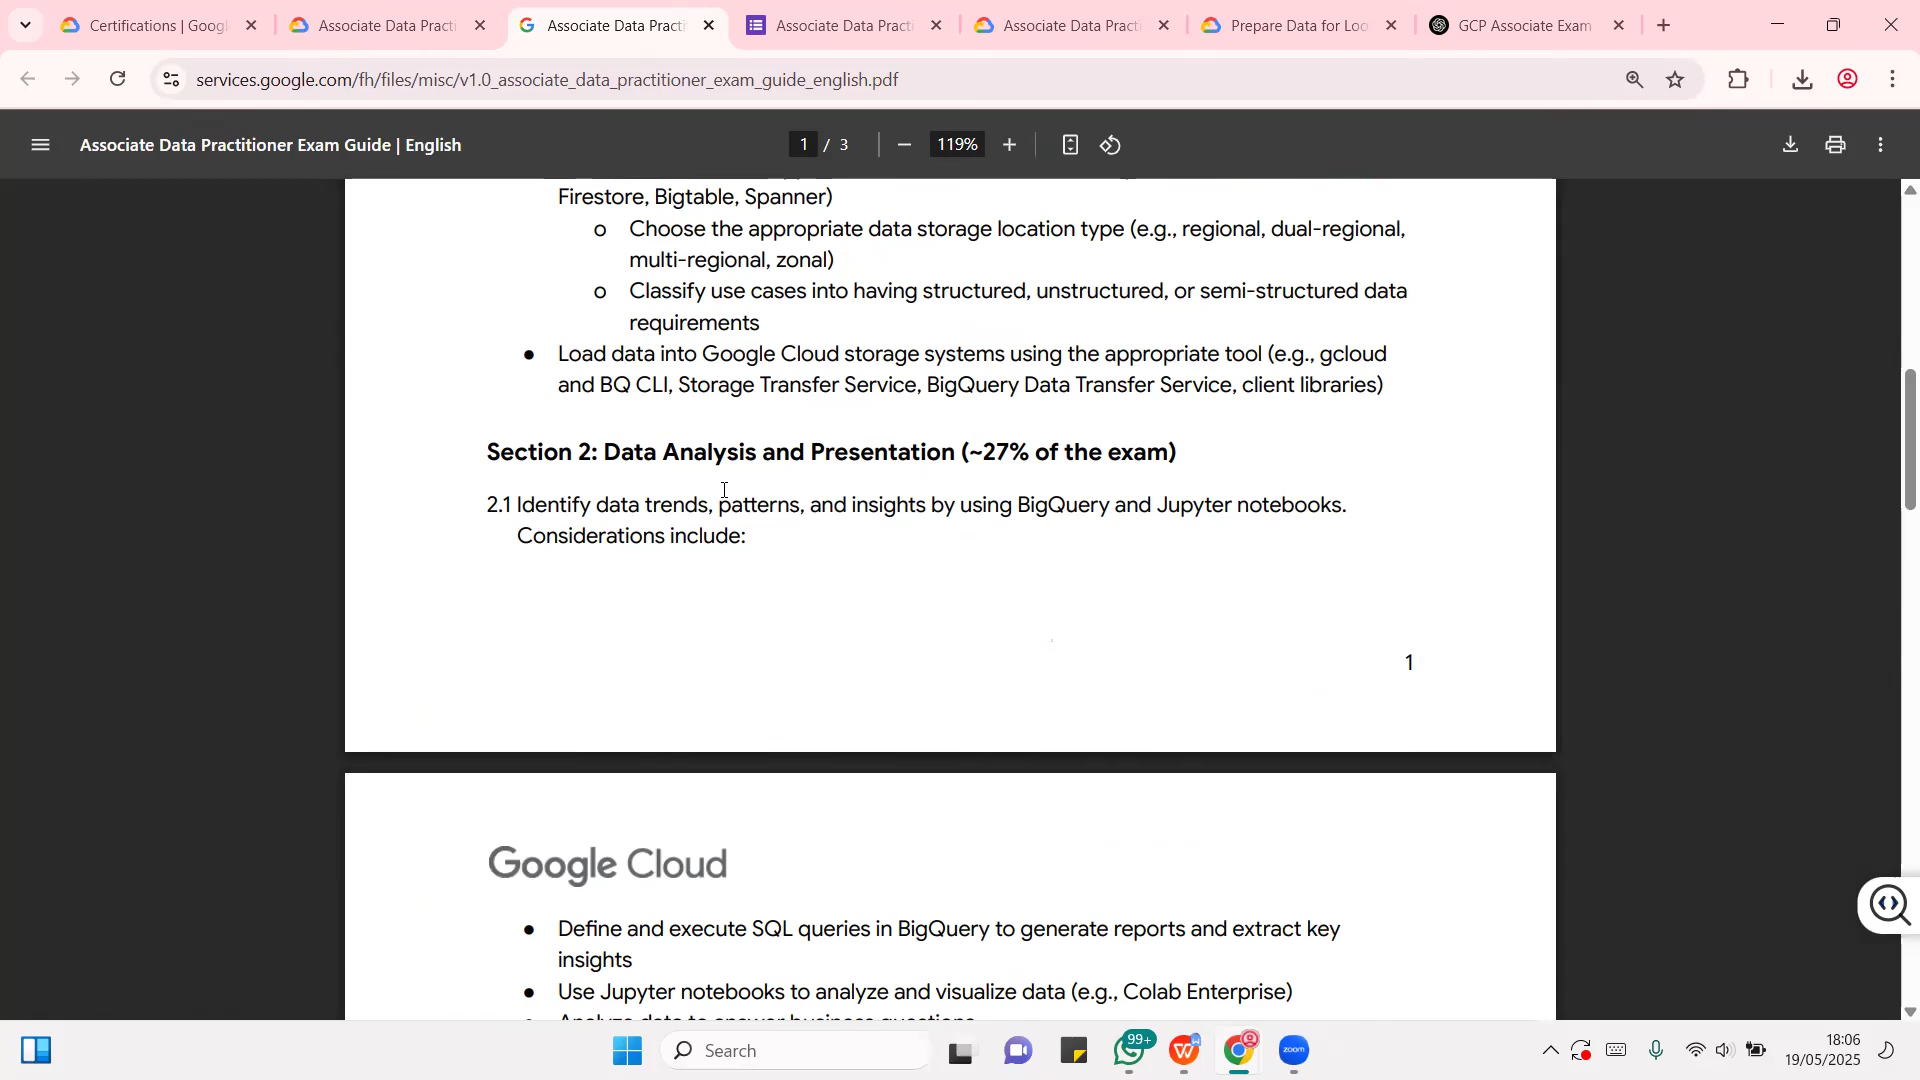 Certifications | Googl
Associate Data Practi
Associate Data Practi
Associate Data Practi
Associate Data Practi
Prepare Data for Loo
GCP Associate Exam
services.google.com/fh/files/misc/v1.0_associate_data_practitioner_exam_guide_english.pdf
Associate Data Practitioner Exam Guide | English
1 / 3
119%
Firestore, Bigtable, Spanner)
o Choose the appropriate data storage location type (e.g., regional, dual-regional,
multi-regional, zonal)
o Classify use cases into having structured, unstructured, or semi-structured data
requirements
● Load data into Google Cloud storage systems using the appropriate tool (e.g., gcloud
and BQ CLI, Storage Transfer Service, BigQuery Data Transfer Service, client libraries)
Section 2: Data Analysis and Presentation (~27% of the exam)
2.1 Identify data trends, patterns, and insights by using BigQuery and Jupyter notebooks.
Considerations include:
1
Google Cloud
● Define and execute SQL queries in BigQuery to generate reports and extract key
insights
● Use Jupyter notebooks to analyze and visualize data (e.g., Colab Enterprise)
Analyze data to answer business questions
Search
99+
zoom
18:06
19/05/2025